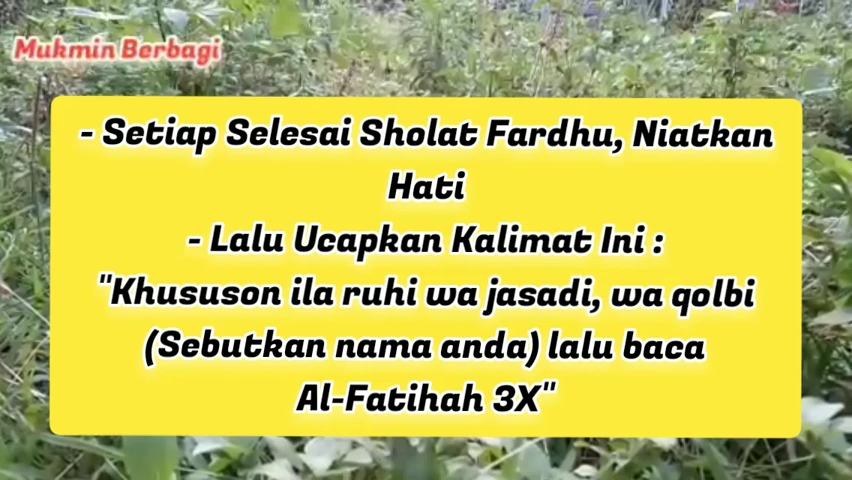 Mukmin Berbagi
- Setiap Selesai Sholat Fardhu, Niatkan
Hati
- Lalu Ucapkan Kalimat Ini :
"Khususon ila ruhi wa jasadi, wa qolbi
(Sebutkan nama anda) lalu baca
Al-Fatihah 3X"